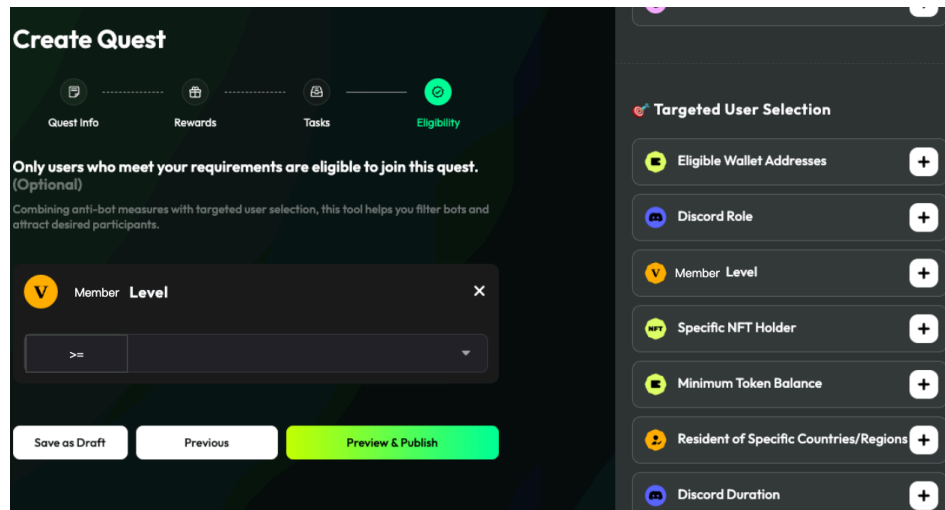 Create Quest
Quest Info
Rewards
Tasks
Eligibility
Only users who meet your requirements are eligible to join this quest.
(Optional)
Combining anti-bot measures with targeted user selection, this tool helps you filter bots and
attract desired participants.
V
Member Level
>=
Save as Draft
Previous
Preview & Publish
Targeted User Selection
Eligible Wallet Addresses
Discord Role
V Member Level
NFT Specific NFT Holder
Minimum Token Balance
Resident of Specific Countries/Regions
Discord Duration